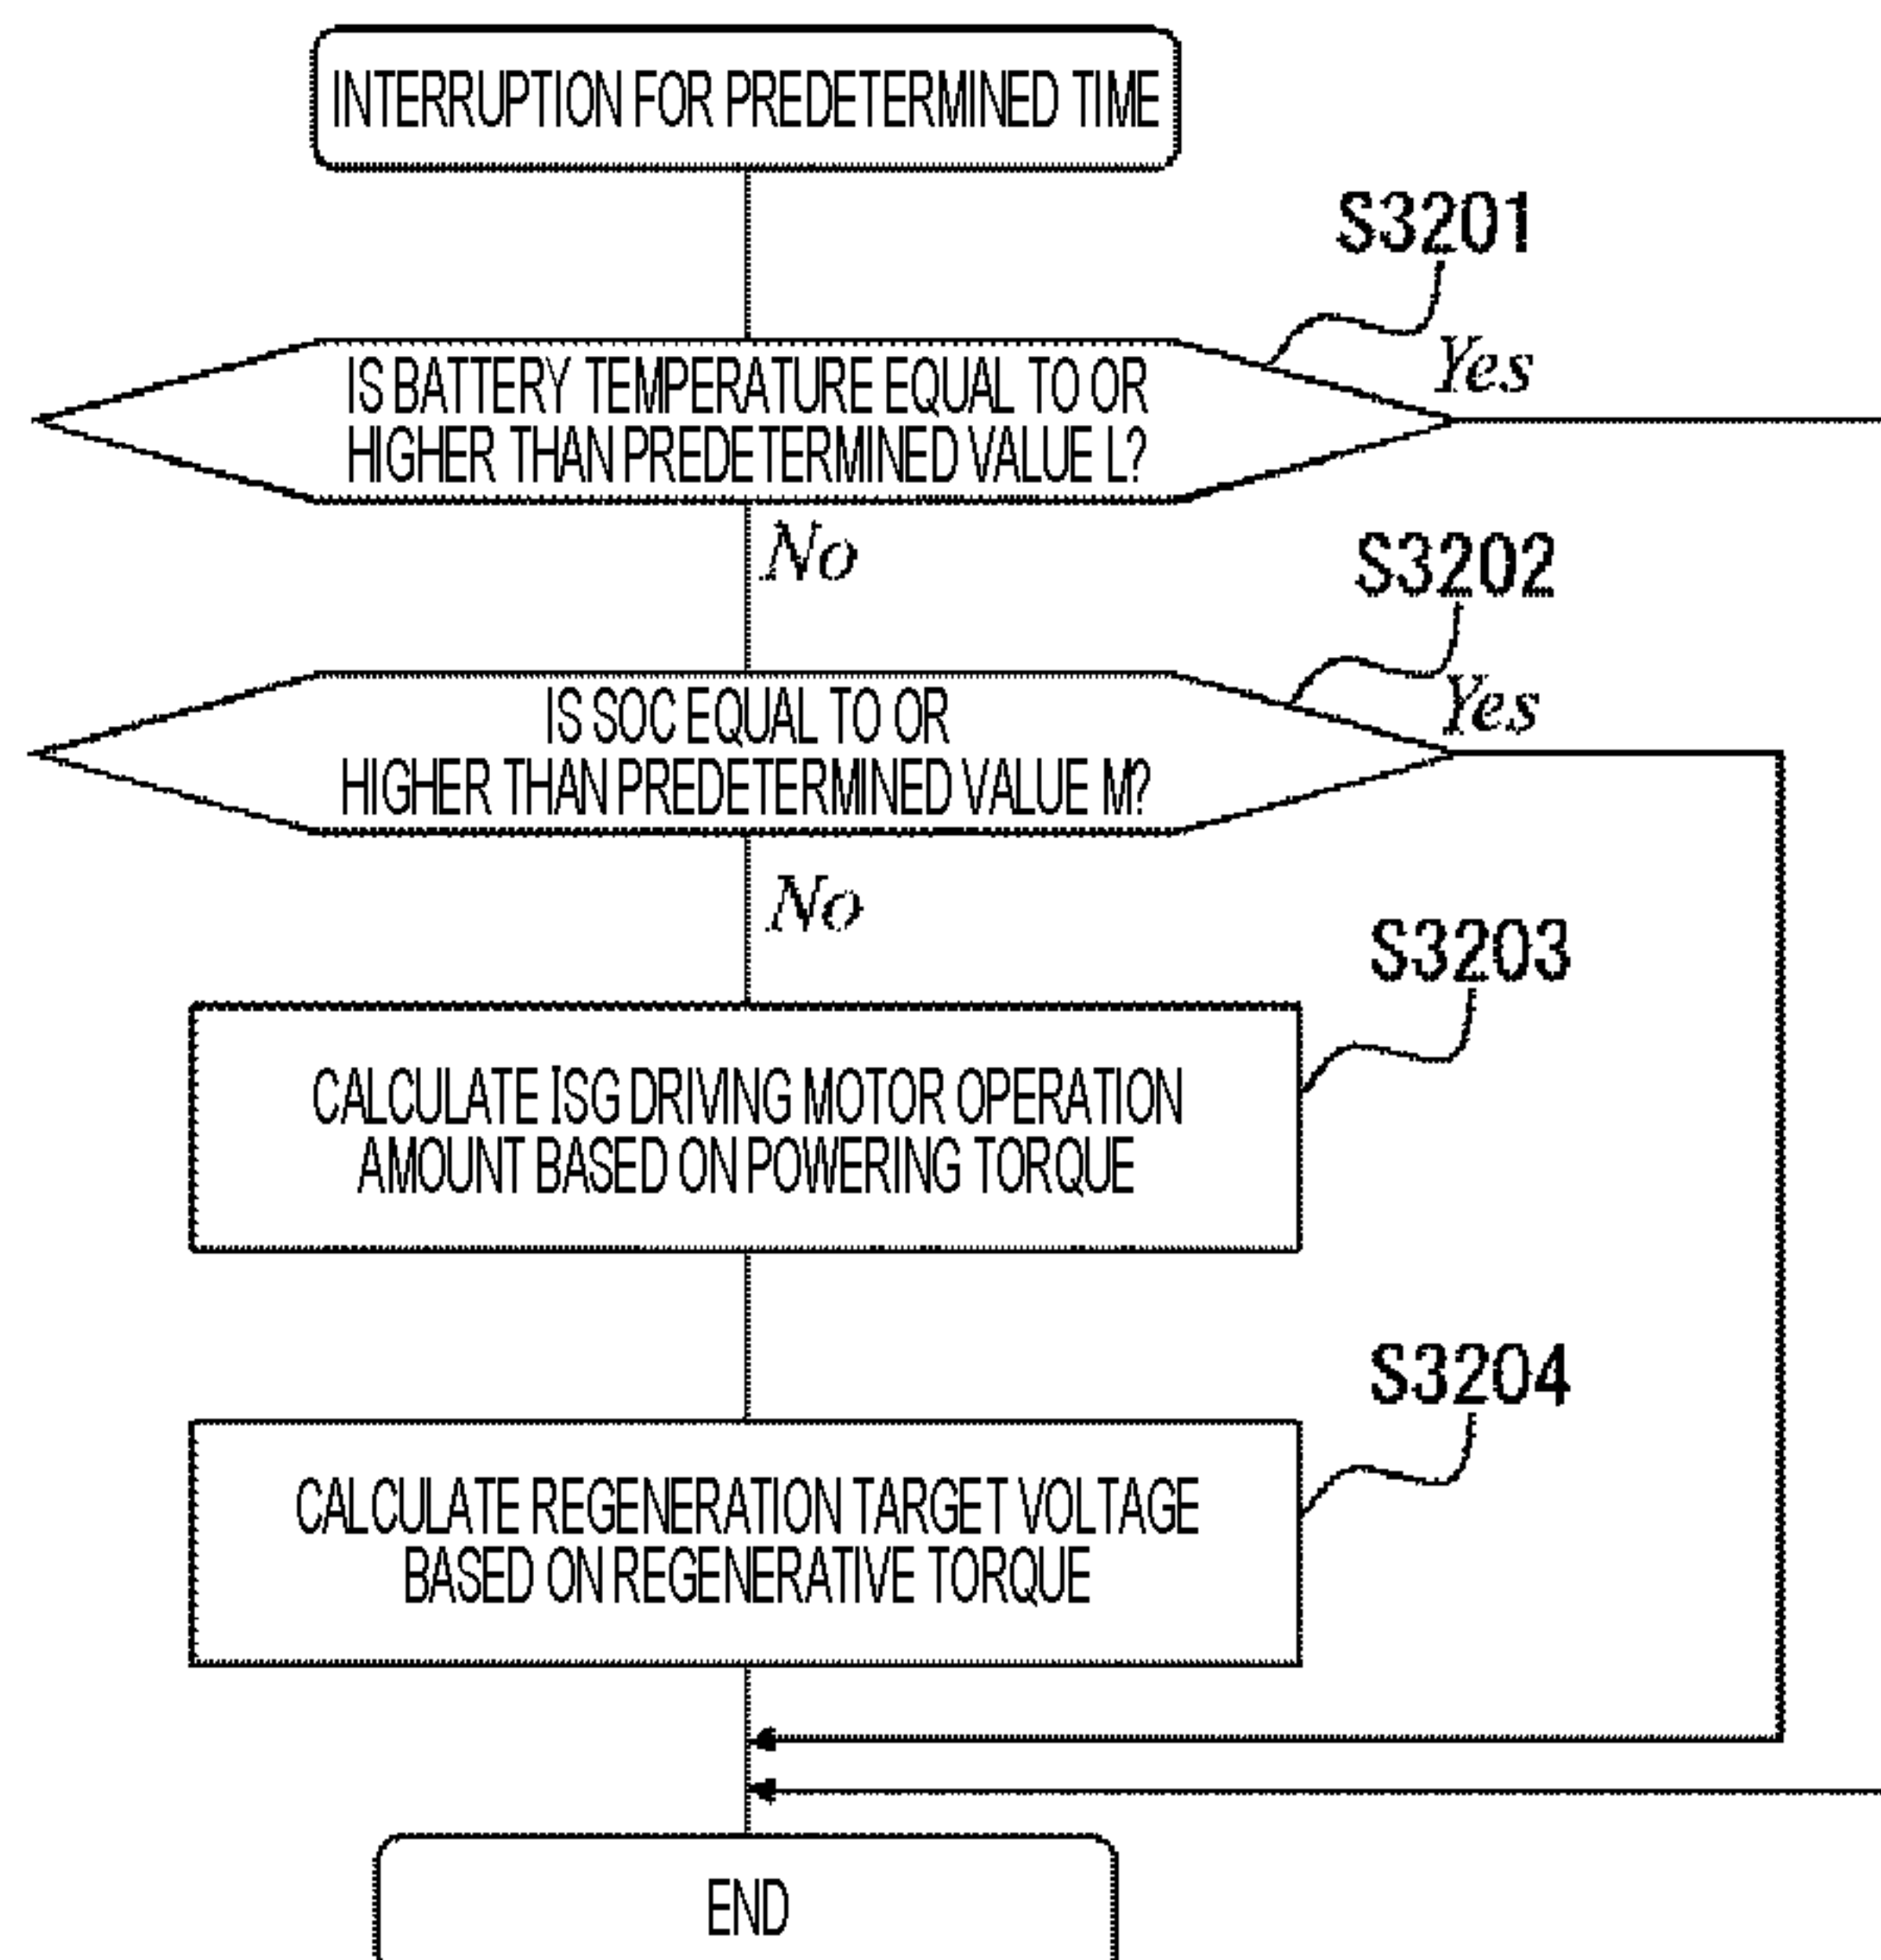 INTERRUPTION FOR PREDETERMINED TIME
S3201
IS BATTERY TEMPERATURE EQUAL TO OR
HIGHER THAN PREDETERMINED VALUE L?
Yes
No
S3202
IS SOC EQUAL TO OR
HIGHER THAN PREDETERMINED VALUE M?
Yes
No
S3203
CALCULATE ISG DRIVING MOTOR OPERATION
AMOUNT BASED ON POWERING TORQUE
S3204
CALCULATE REGENERATION TARGET VOLTAGE
BASED ON REGENERATIVE TORQUE
END